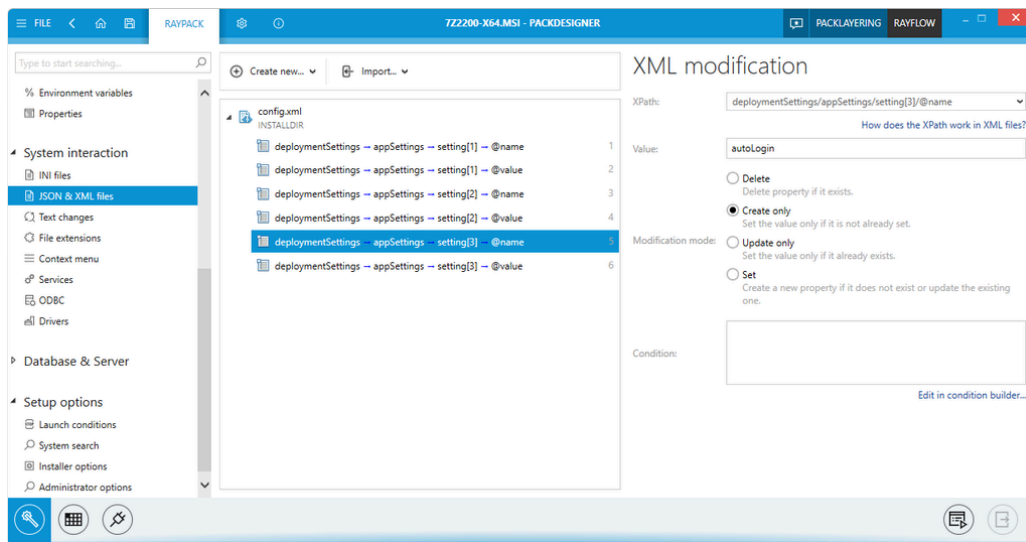 FILE
RAYPACK
7Z2200-X64.MSI - PACKDESIGNER
PACKLAYERING
RAYFLOW
Type to start searching...
% Environment variables
Properties
System interaction
INI files
JSON & XML files
Text changes
File extensions
Context menu
Services
ODBC
Drivers
Database & Server
Setup options
Launch conditions
System search
Installer options
Administrator options
Create new...
Import...
config.xml
INSTALLDIR
deploymentSettings → appSettings → setting[1] → @name 1
deploymentSettings → appSettings → setting[1] → @value 2
deploymentSettings → appSettings → setting[2] → @name 3
deploymentSettings → appSettings → setting[2] → @value 4
deploymentSettings → appSettings → setting[3] → @name 5
deploymentSettings → appSettings → setting[3] → @value 6
XML modification
XPath: deploymentSettings/appSettings/setting[3]/@name
How does the XPath work in XML files?
Value: autoLogin
Modification mode:
Delete
Delete property if it exists.
Create only
Set the value only if it is not already set.
Update only
Set the value only if it already exists.
Set
Create a new property if it does not exist or update the existing
one.
Condition:
Edit in condition builder...